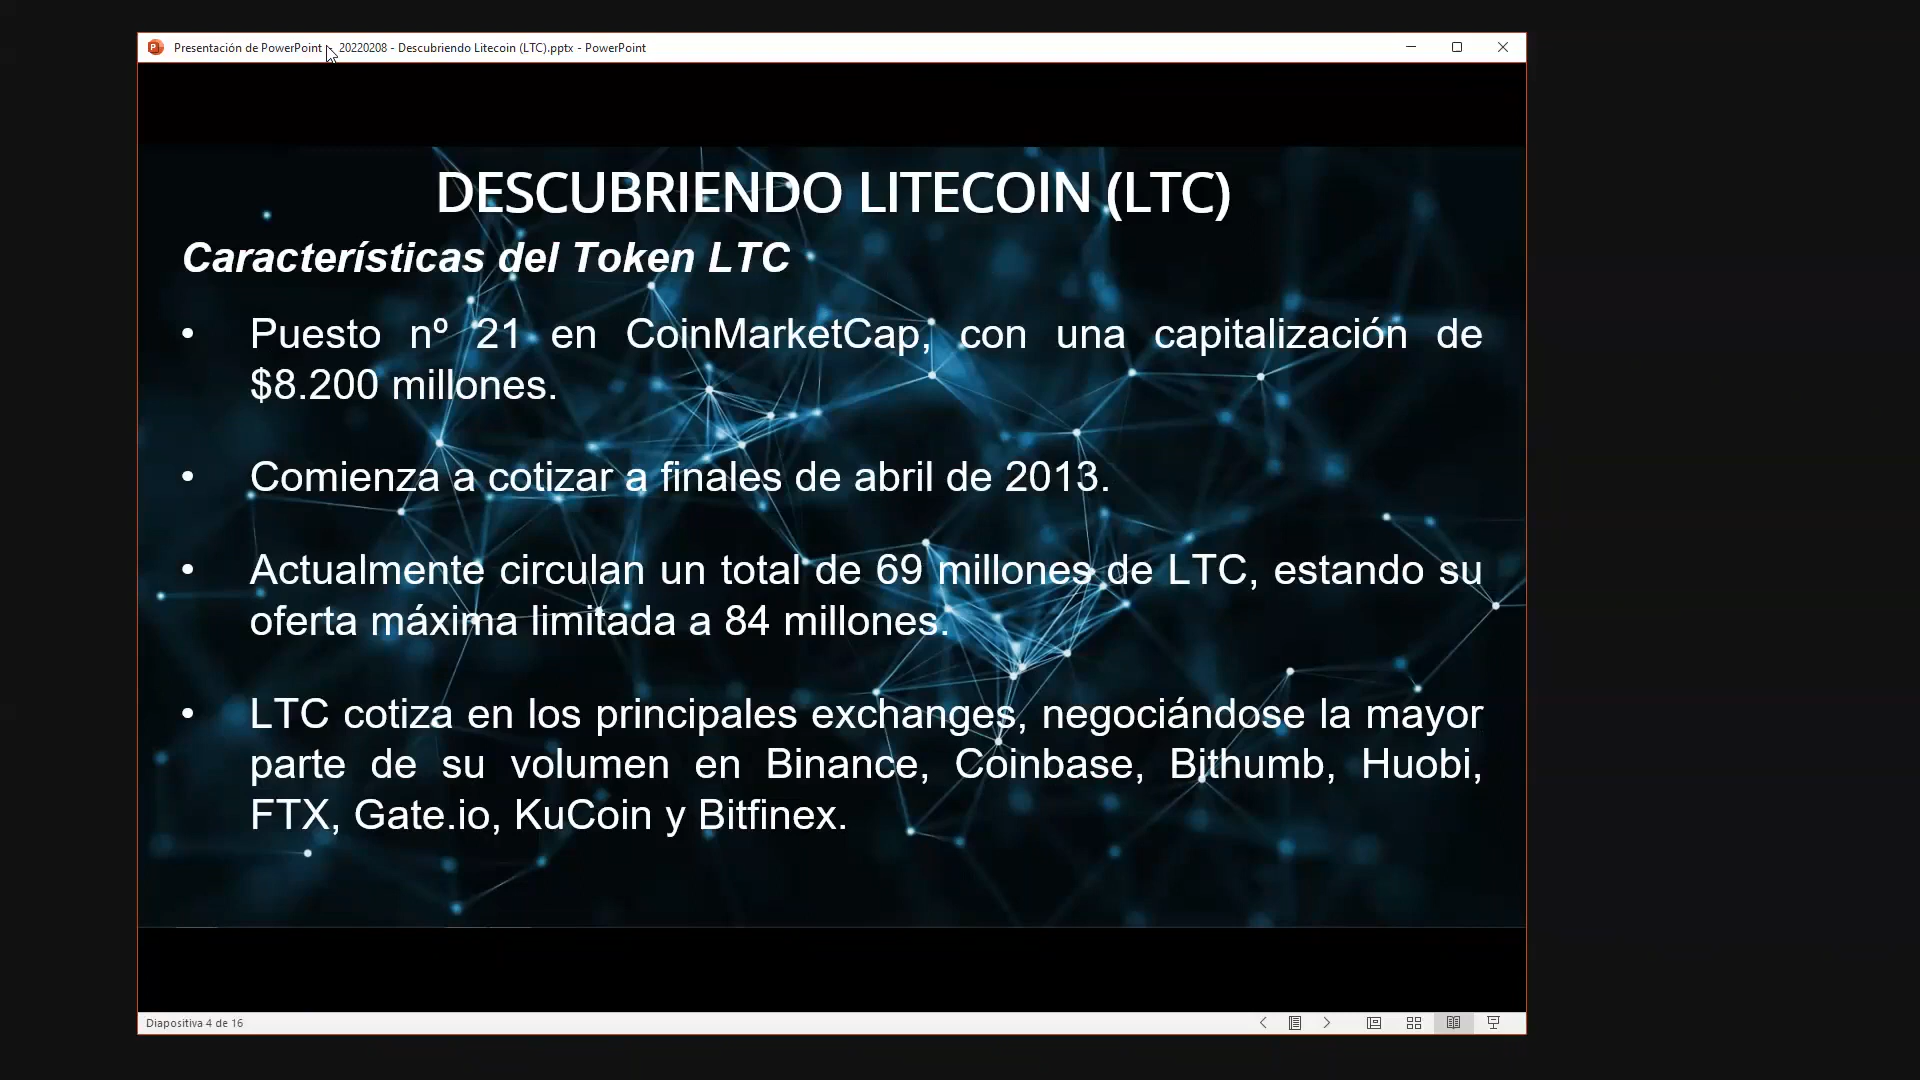 Presentación de PowerPoint - 20220208 - Descubriendo Litecoin (LTC).pptx - PowerPoint
DESCUBRIENDO LITECOIN (LTC)
Características del Token LTC
• Puesto nº 21 en CoinMarketCap, con una capitalización de
$8.200 millones.
• Comienza a cotizar a finales de abril de 2013.
• Actualmente circulan un total de 69 millones de LTC, estando su
oferta máxima limitada a 84 millones.
• LTC cotiza en los principales exchanges, negociándose la mayor
parte de su volumen en Binance, Coinbase, Bithumb, Huobi,
FTX, Gate.io, KuCoin y Bitfinex.
Diapositiva 4 de 16